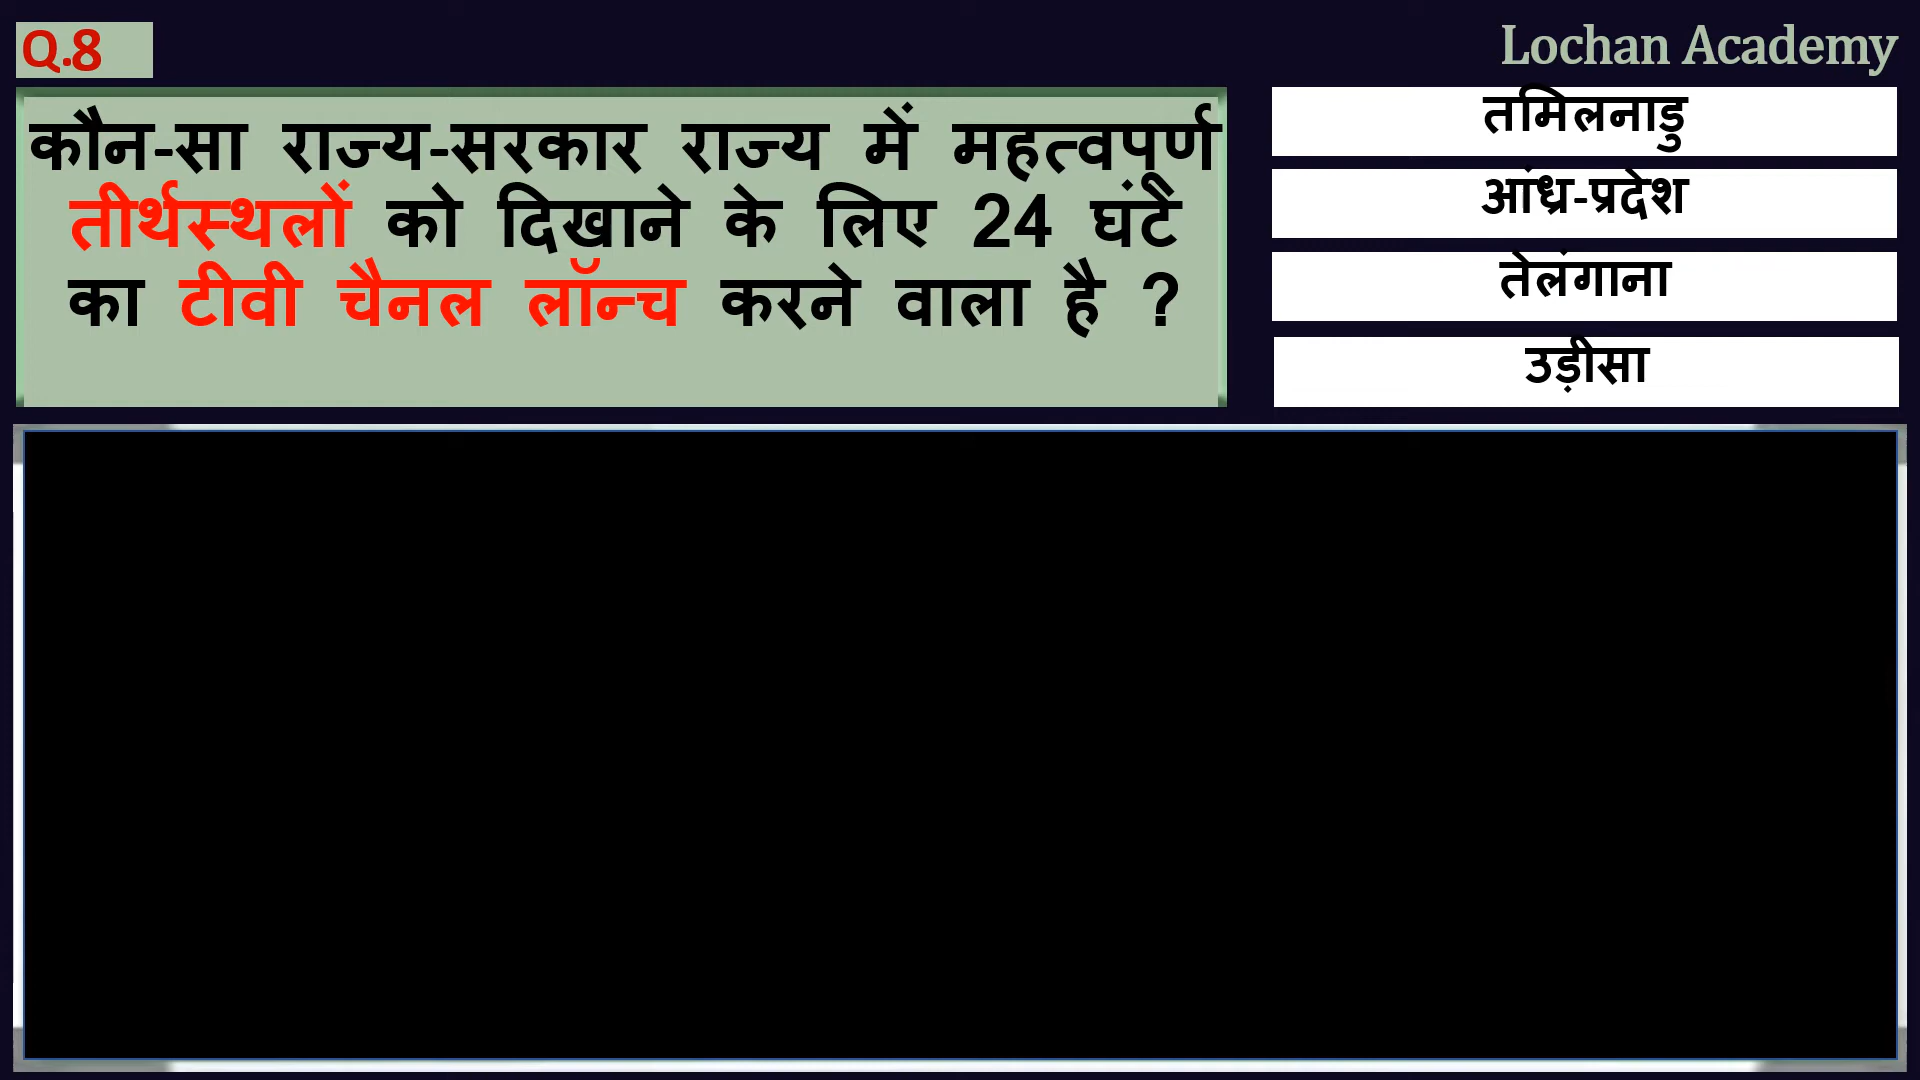 Q.8
Lochan Academy
कौन-सा राज्य-सरकार राज्य में महत्वपूर्ण
तीर्थस्थलों को दिखाने के लिए 24 घंटे
का टीवी चैनल लॉन्च करने वाला है ?
तमिलनाडु
आंध्र-प्रदेश
तेलंगाना
उड़ीसा